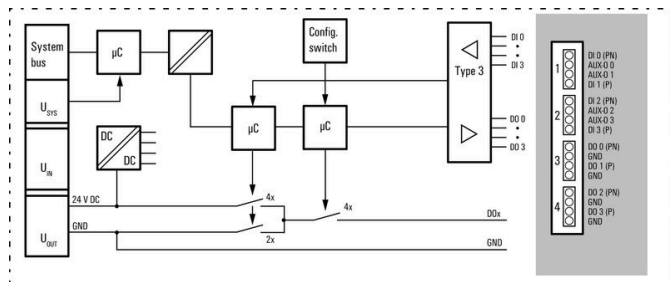 System
bus
U_SYS
U_IN
U_OUT
µC
Config.
switch
Type 3
DI 0
DI 3
DO 0
DO 3
µC
µC
DC
DC
24 V DC
GND
4x
2x
4x
DOx
GND
1
DI 0 (PN)
AUX-O 0
AUX-O 1
DI 1 (P)
2
DI 2 (PN)
AUX-O 2
AUX-O 3
DI 3 (P)
3
DO 0 (PN)
GND
DO 1 (P)
GND
4
DO 2 (PN)
GND
DO 3 (P)
GND